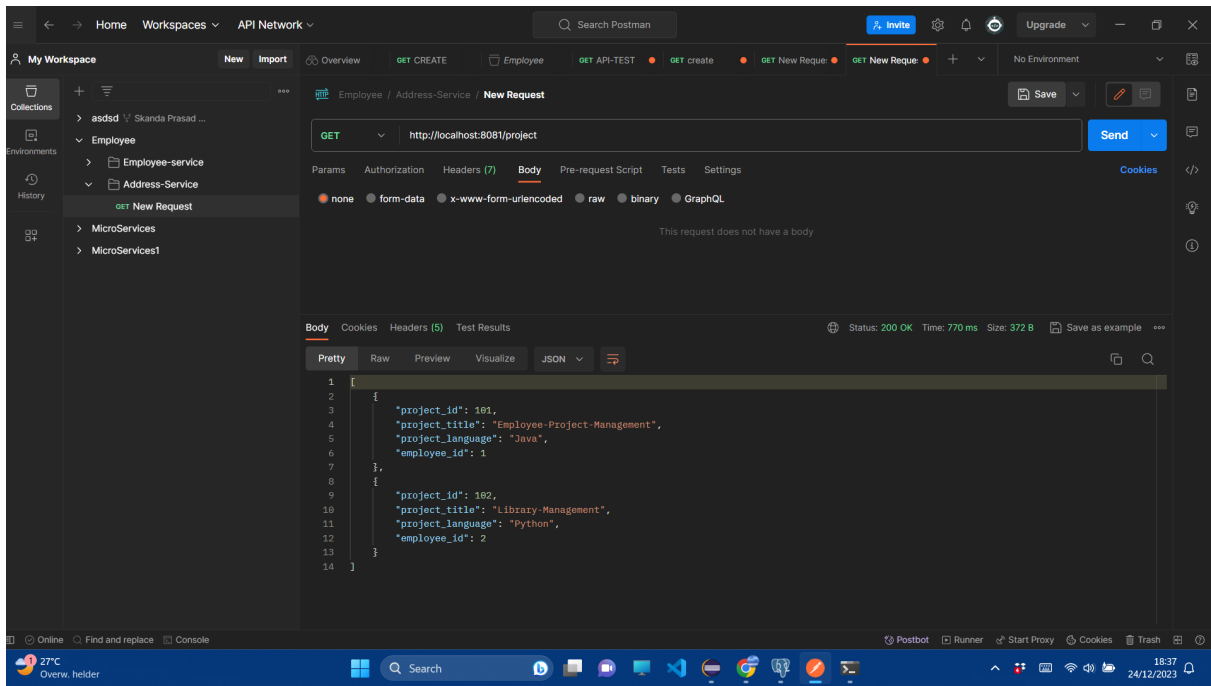 Home Workspaces API Network Search Postman Invite Upgrade
My Workspace New Import Overview GET CREATE Employee GET API-TEST GET create GET New Reque: GET New Reque: No Environment
Collections
Environments
History
asdsd Skanda Prasad ...
Employee
Employee-service
Address-Service
GET New Request
MicroServices
MicroServices1
HTTP Employee / Address-Service / New Request Save
GET http://localhost:8081/project Send
Params Authorization Headers (7) Body Pre-request Script Tests Settings Cookies
none form-data x-www-form-urlencoded raw binary GraphQL
This request does not have a body
Body Cookies Headers (5) Test Results Status: 200 OK Time: 770 ms Size: 372 B Save as example
Pretty Raw Preview Visualize JSON
1 [
2 {
3 "project_id": 101,
4 "project_title": "Employee-Project-Management",
5 "project_language": "Java",
6 "employee_id": 1
7 },
8 {
9 "project_id": 102,
10 "project_title": "Library-Management",
11 "project_language": "Python",
12 "employee_id": 2
13 }
14 ]
Online Find and replace Console Postbot Runner Start Proxy Cookies Trash
1 27°C
Overw. helder
Search
18:37
24/12/2023